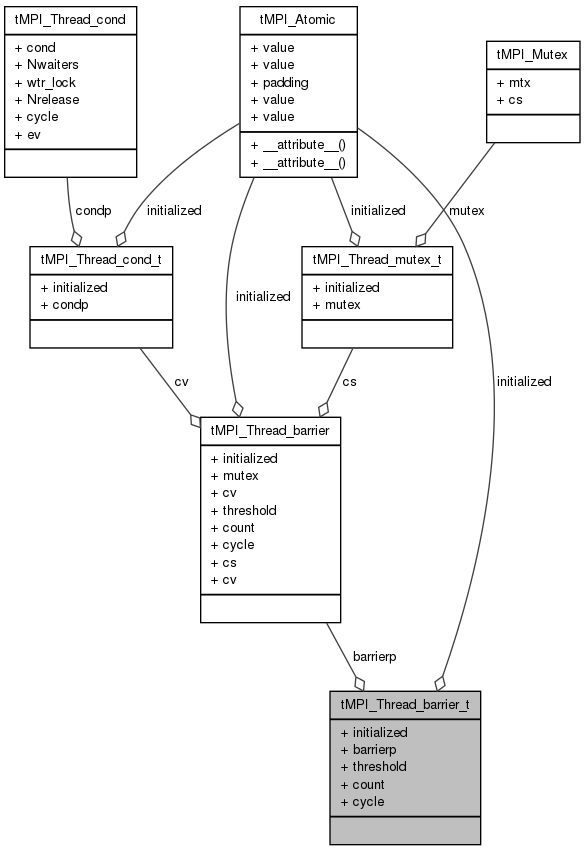 tMPI_Thread_cond
+ cond
+ Nwaiters
+ wtr_lock
+ Nrelease
+ cycle
+ ev
tMPI_Atomic
+ value
+ value
+ padding
+ value
+ value
+ __attribute__()
+ __attribute__()
tMPI_Mutex
+ mtx
+ cs
condp
initialized
initialized
mutex
tMPI_Thread_cond_t
+ initialized
+ condp
initialized
tMPI_Thread_mutex_t
+ initialized
+ mutex
cv
cs
initialized
tMPI_Thread_barrier
+ initialized
+ mutex
+ cv
+ threshold
+ count
+ cycle
+ cs
+ cv
barrierp
tMPI_Thread_barrier_t
+ initialized
+ barrierp
+ threshold
+ count
+ cycle